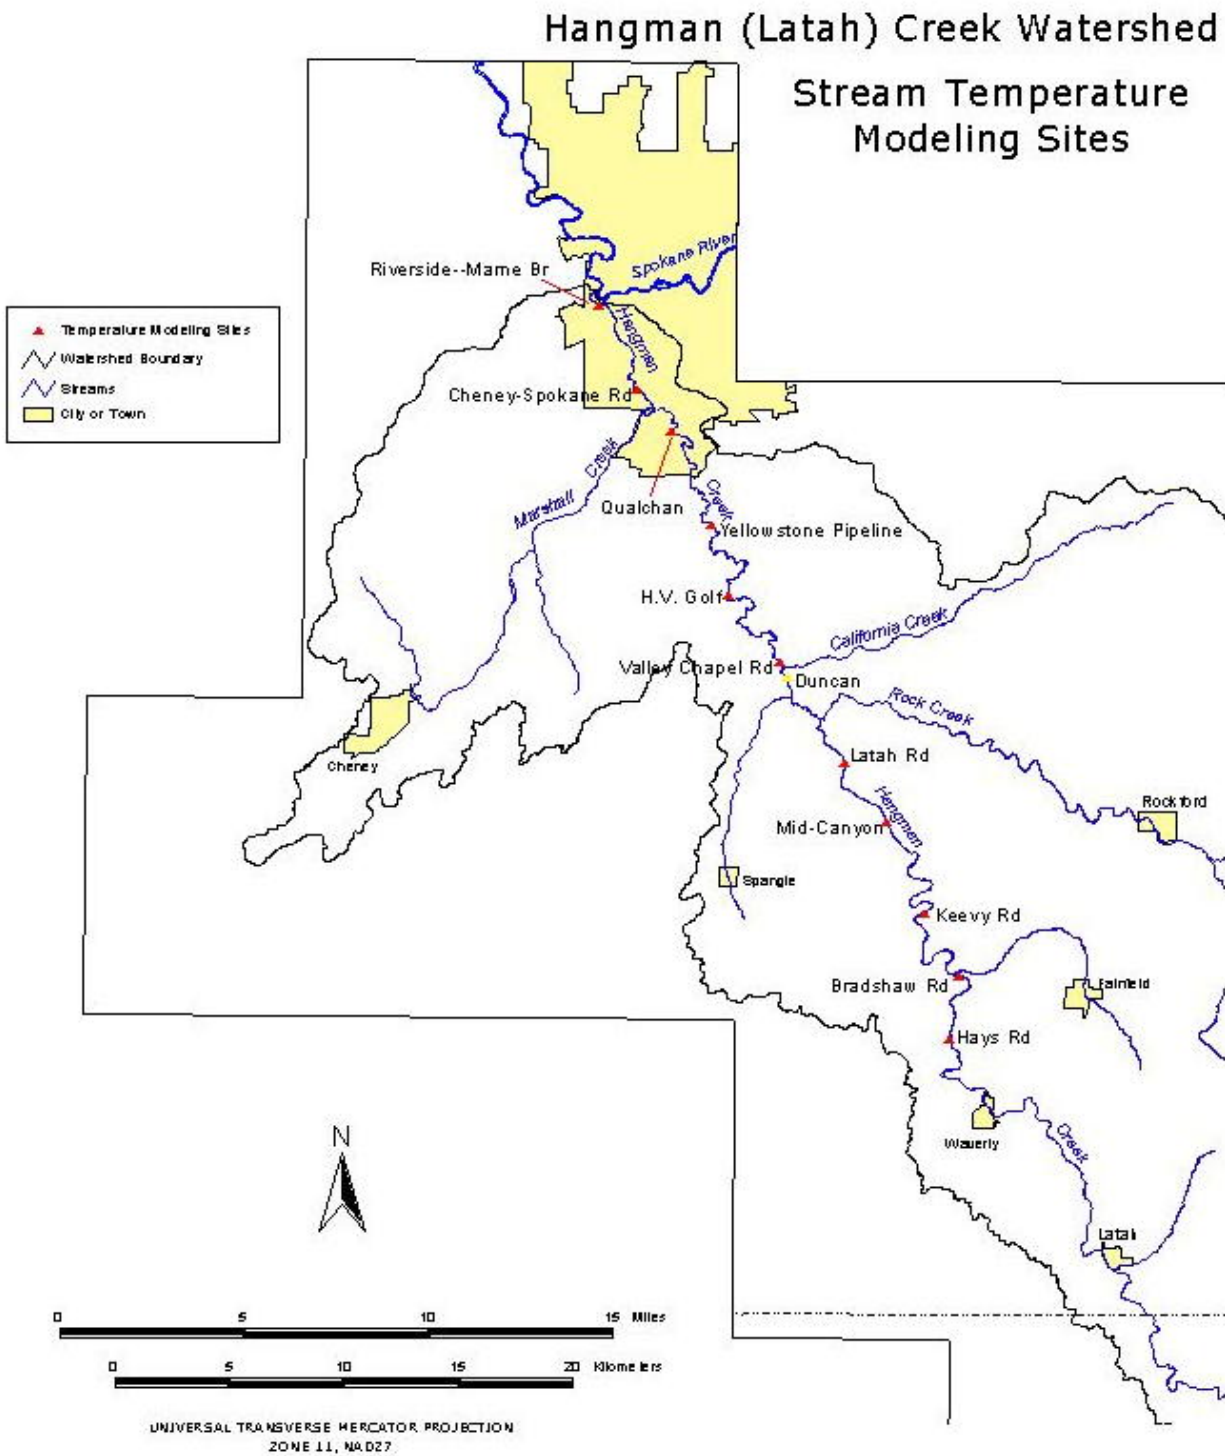 Hangman (Latah) Creek Watershed
Stream Temperature
Modeling Sites
Spokane River
Riverside--Marne Br
Hangman
Temperature Modeling Sites
Watershed Boundary
Streams
City or Town
Cheney-Spokane Rd
Marshall Creek
Qualchan
Creek
Yellowstone Pipeline
H.V. Golf
California Creek
Valley Chapel Rd
Duncan
Rock Creek
Cheney
Latah Rd
Hangman
Rockford
Mid-Canyon
Spangle
Keevy Rd
Bradshaw Rd
Fairfield
Hays Rd
Waverly
Creek
N
Latah
0 5 10 15 Miles
0 5 10 15 20 Kilometers
UNIVERSAL TRANSVERSE MERCATOR PROJECTION
ZONE 11, NAD27